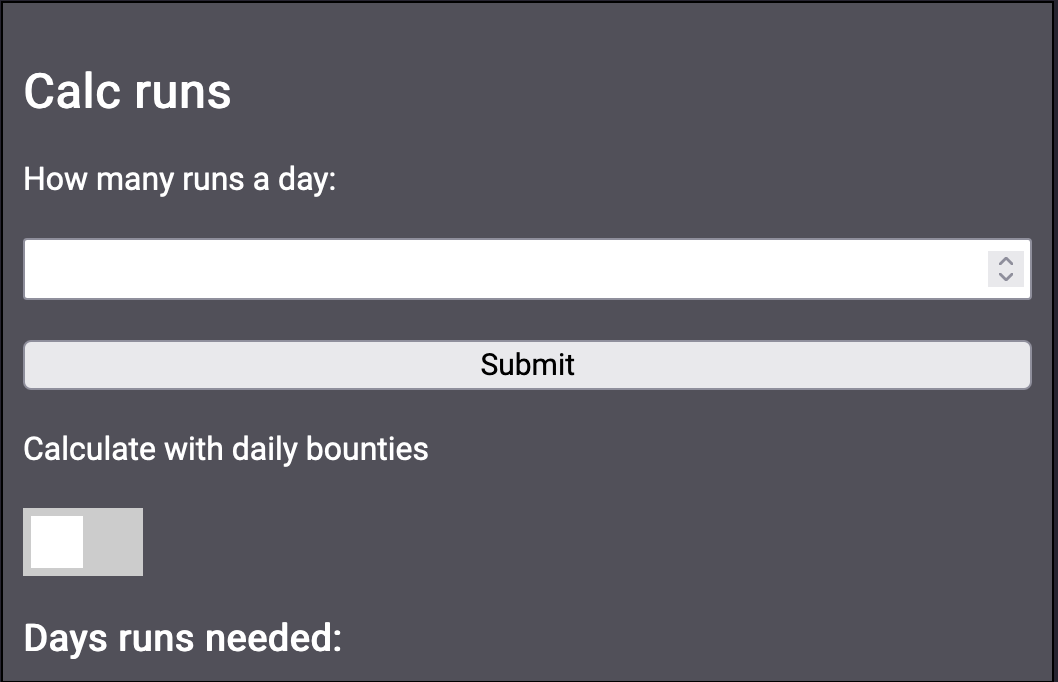 Calc runs
How many runs a day:
Submit
Calculate with daily bounties
Days runs needed: